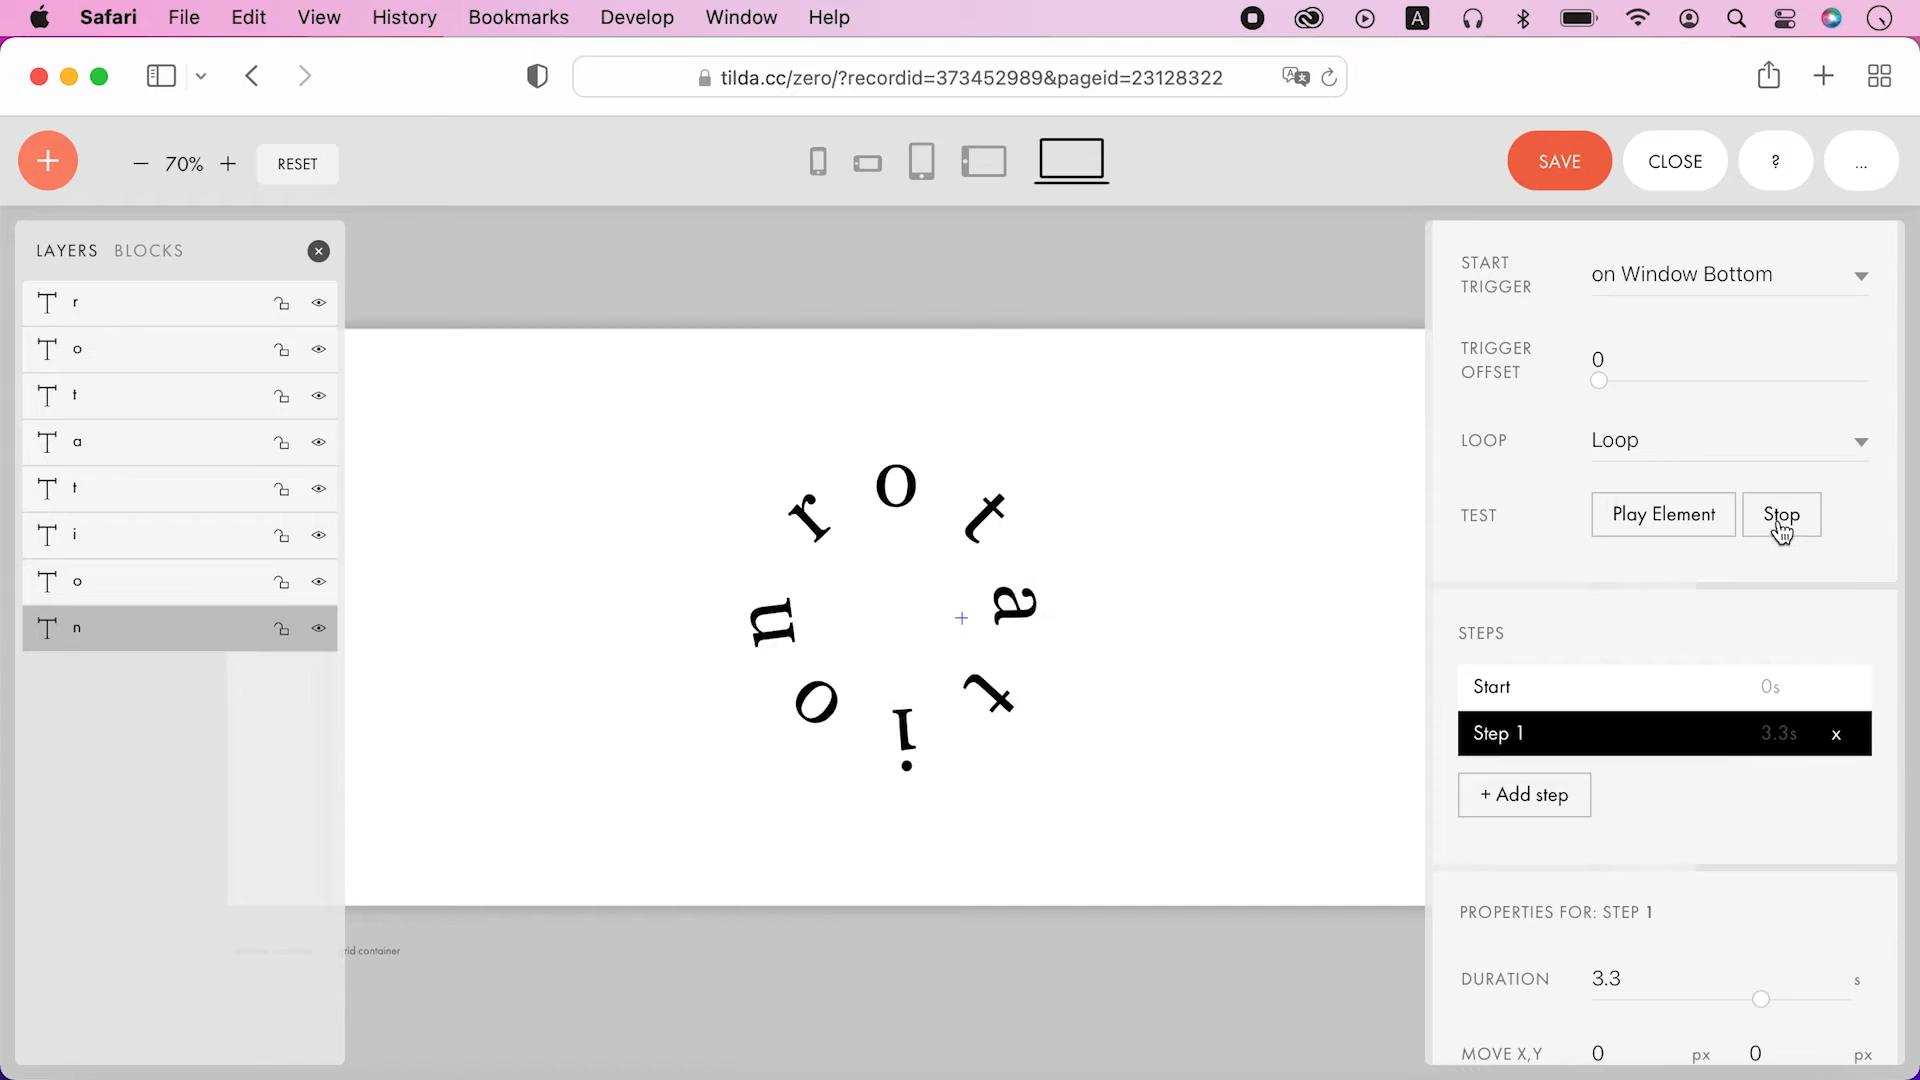 Safari File Edit View History Bookmarks Develop Window Help
A
tilda.cc/zero/?recordid=373452989&pageid=23128322
+ − 70% + RESET
SAVE CLOSE ? ...
LAYERS BLOCKS
T r
T o
T t
T a
T t
T i
T o
T n
rotation
rid container
START TRIGGER on Window Bottom
TRIGGER OFFSET 0
LOOP Loop
TEST Play Element Stop
STEPS
Start 0s
Step 1 3.3s x
+ Add step
PROPERTIES FOR: STEP 1
DURATION 3.3 s
MOVE X,Y 0 px 0 px